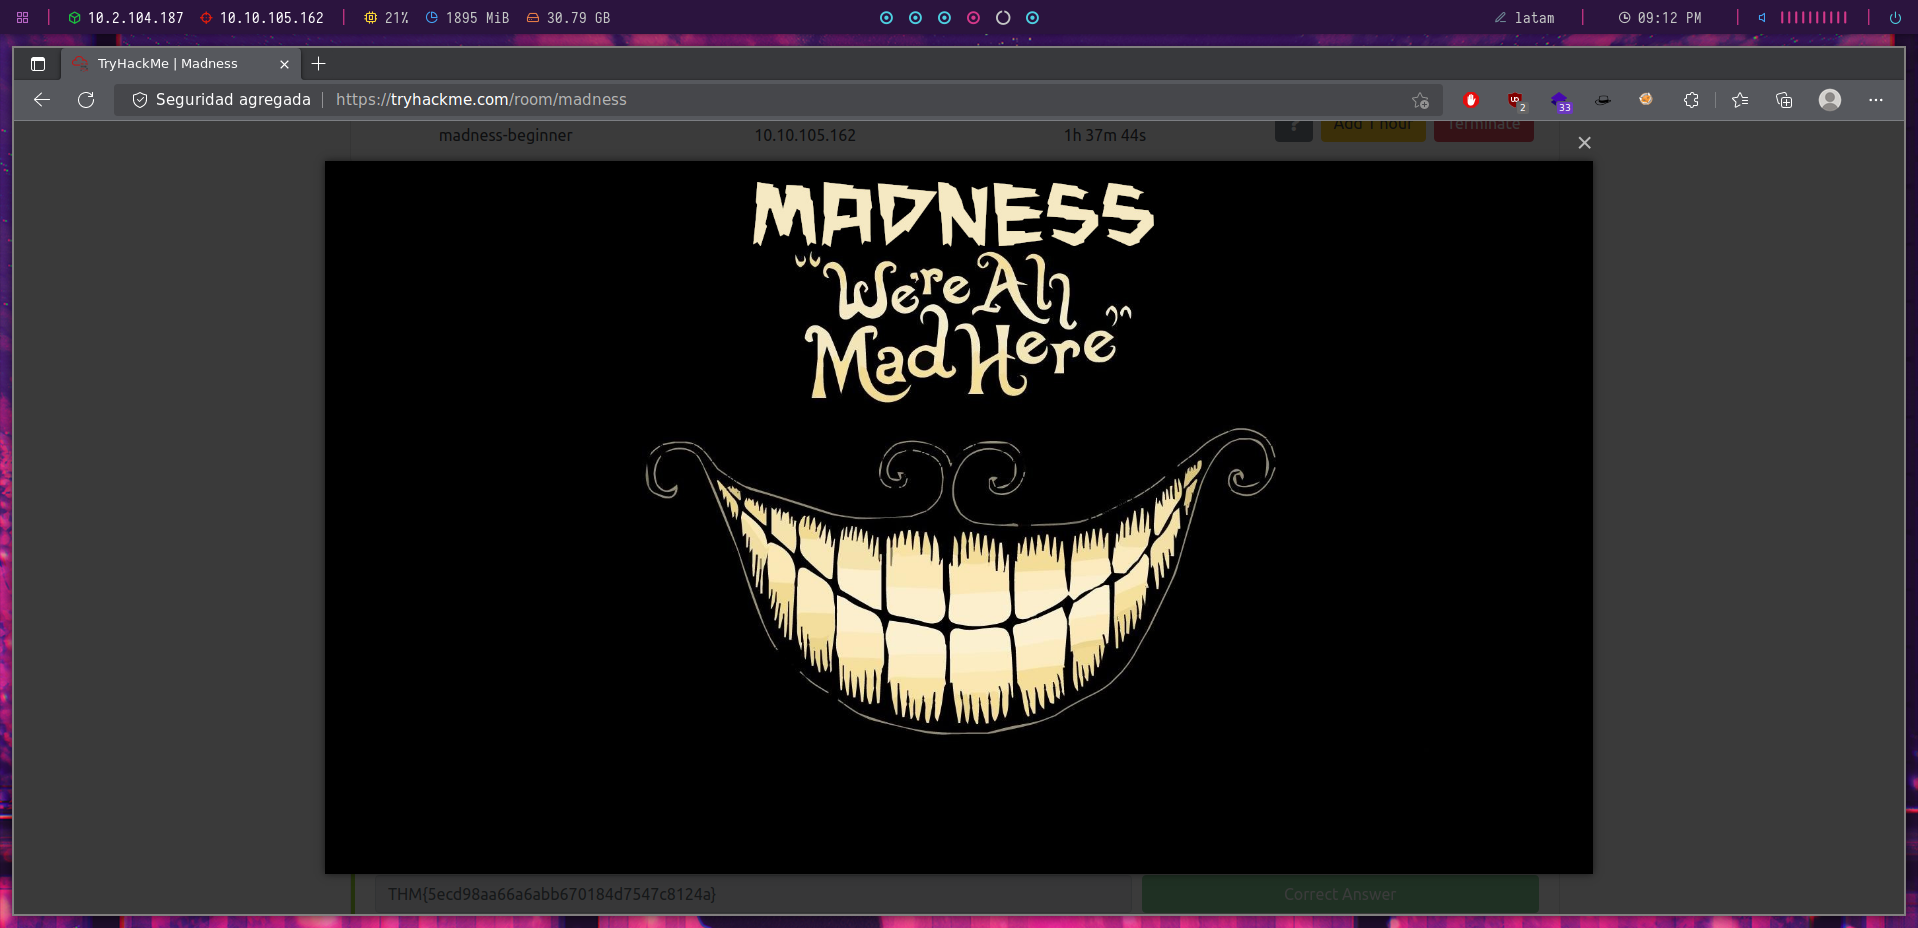 10.2.104.187 10.10.105.162 21% 1895 MiB 30.79 GB latam 09:12 PM
TryHackMe | Madness
Seguridad agregada https://tryhackme.com/room/madness 2 33
madness-beginner 10.10.105.162 1h 37m 44s ? Add 1 hour Terminate
MADNESS
“We're All
Mad Here”
THM{5ecd98aa66a6abb670184d7547c8124a} Correct Answer